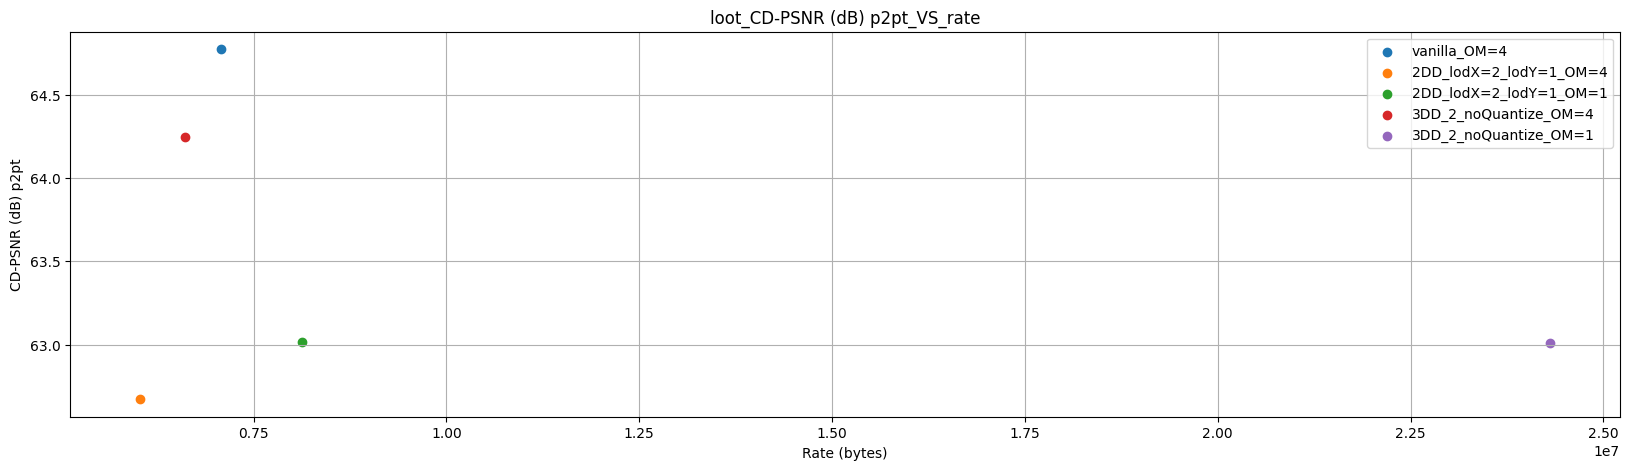 loot_CD-PSNR (dB) p2pt_VS_rate
vanilla_OM=4
2DD_lodX=2_lodY=1_OM=4
2DD_lodX=2_lodY=1_OM=1
3DD_2_noQuantize_OM=4
3DD_2_noQuantize_OM=1
CD-PSNR (dB) p2pt
64.5
64.0
63.5
63.0
0.75 1.00 1.25 1.50 1.75 2.00 2.25 2.50
1e7
Rate (bytes)